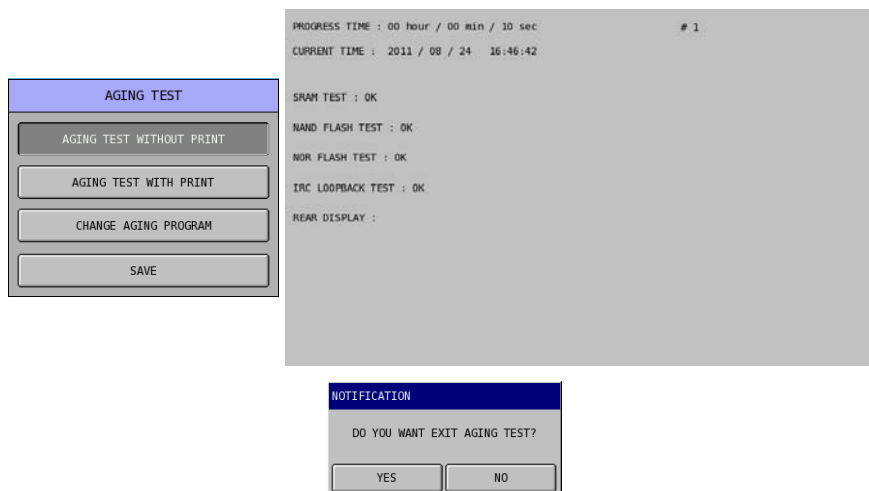 AGING TEST
AGING TEST WITHOUT PRINT
AGING TEST WITH PRINT
CHANGE AGING PROGRAM
SAVE
PROGRESS TIME : 00 hour / 00 min / 10 sec # 1
CURRENT TIME : 2011 / 08 / 24 16:46:42
SRAM TEST : OK
NAND FLASH TEST : OK
NOR FLASH TEST : OK
IRC LOOPBACK TEST : OK
REAR DISPLAY :
NOTIFICATION
DO YOU WANT EXIT AGING TEST?
YES NO